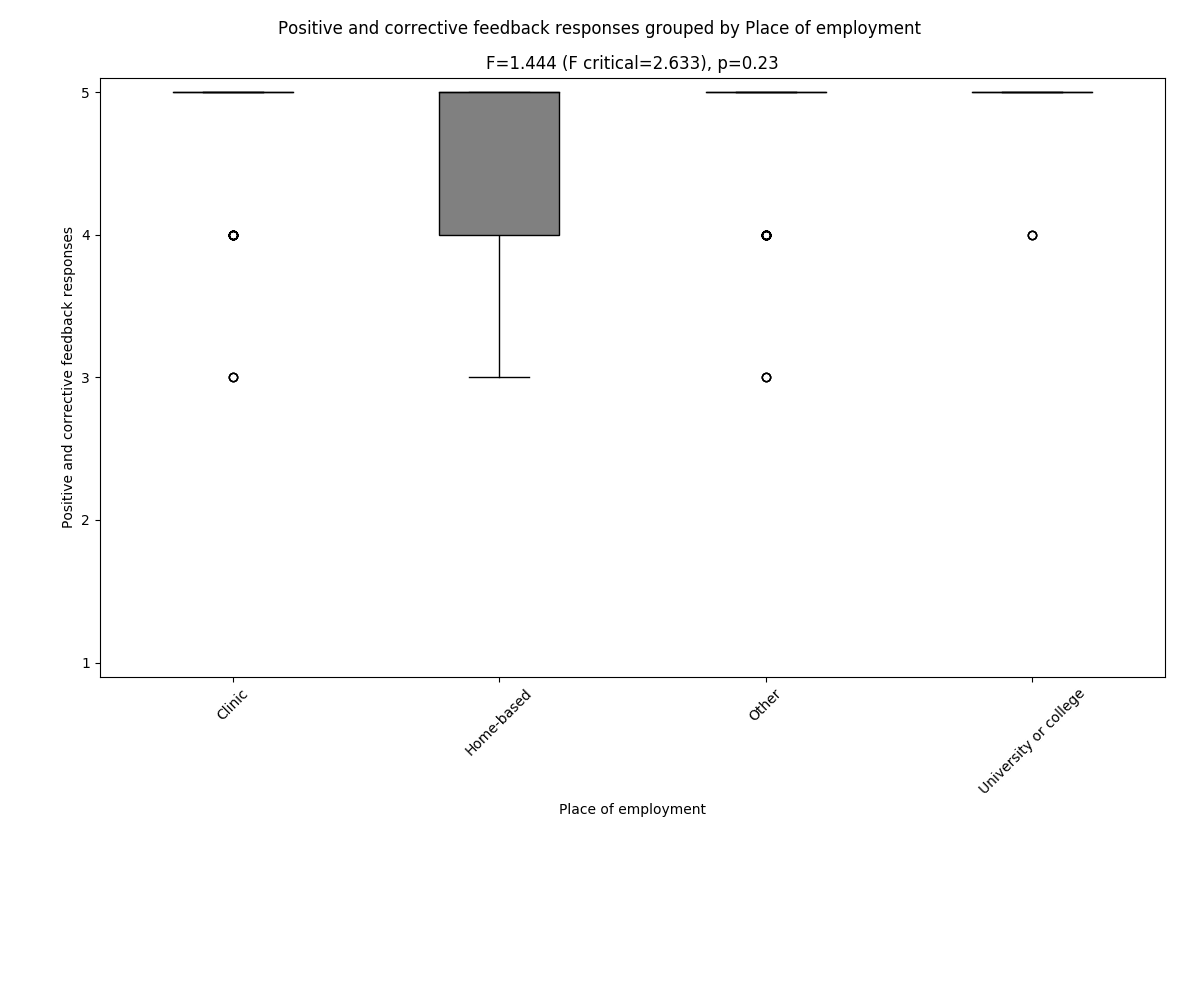 Positive and corrective feedback responses grouped by Place of employment
F=1.444 (F critical=2.633), p=0.23
Positive and corrective feedback responses
5
4
3
2
1
Clinic
Home-based
Other
University or college
Place of employment